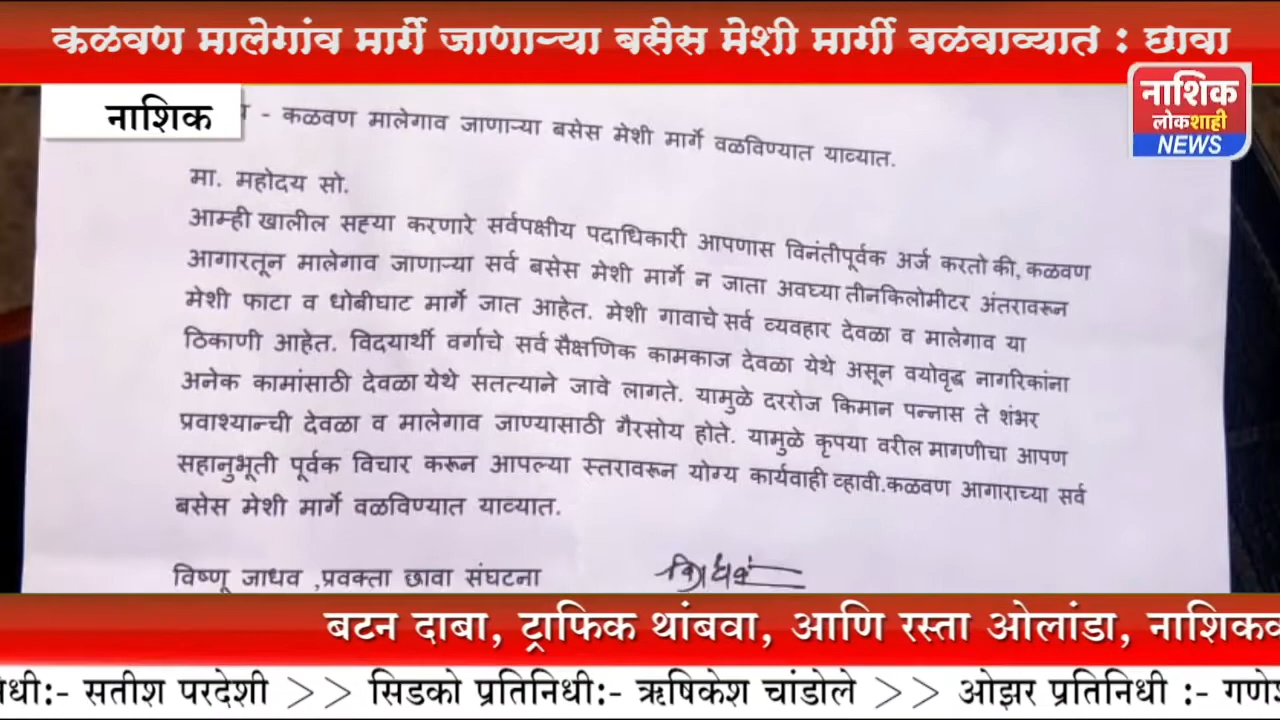 कळवण मालेगांव मार्गे जाणाऱ्या बसेस मेशी मार्गी वळवाव्यात : छावा
नाशिक
लोकशाही
NEWS
नाशिक
- कळवण मालेगाव जाणाऱ्या बसेस मेशी मार्गे वळविण्यात याव्यात.
मा. महोदय सो.
आम्ही खालील सह्या करणारे सर्वपक्षीय पदाधिकारी आपणास विनंतीपूर्वक अर्ज करतो की, कळवण
आगारतून मालेगाव जाणाऱ्या सर्व बसेस मेशी मार्गे न जाता अवघ्या तीनकिलोमीटर अंतरावरून
मेशी फाटा व धोबीघाट मार्गे जात आहेत. मेशी गावाचे सर्व व्यवहार देवळा व मालेगाव या
ठिकाणी आहेत. विदयार्थी वर्गाचे सर्व सैक्षणिक कामकाज देवळा येथे असून वयोवृद्ध नागरिकांना
अनेक कामांसाठी देवळा येथे सतत्याने जावे लागते. यामुळे दररोज किमान पन्नास ते शंभर
प्रवाश्यान्ची देवळा व मालेगाव जाण्यासाठी गैरसोय होते. यामुळे कृपया वरील मागणीचा आपण
सहानुभूती पूर्वक विचार करून आपल्या स्तरावरून योग्य कार्यवाही व्हावी.कळवण आगाराच्या सर्व
बसेस मेशी मार्गे वळविण्यात याव्यात.
विष्णू जाधव ,प्रवक्ता छावा संघटना
बटन दाबा, ट्राफिक थांबवा, आणि रस्ता ओलांडा, नाशिकक
धी:- सतीश परदेशी >> सिडको प्रतिनिधी:- ऋषिकेश चांडोले >> ओझर प्रतिनिधी :- गणेश